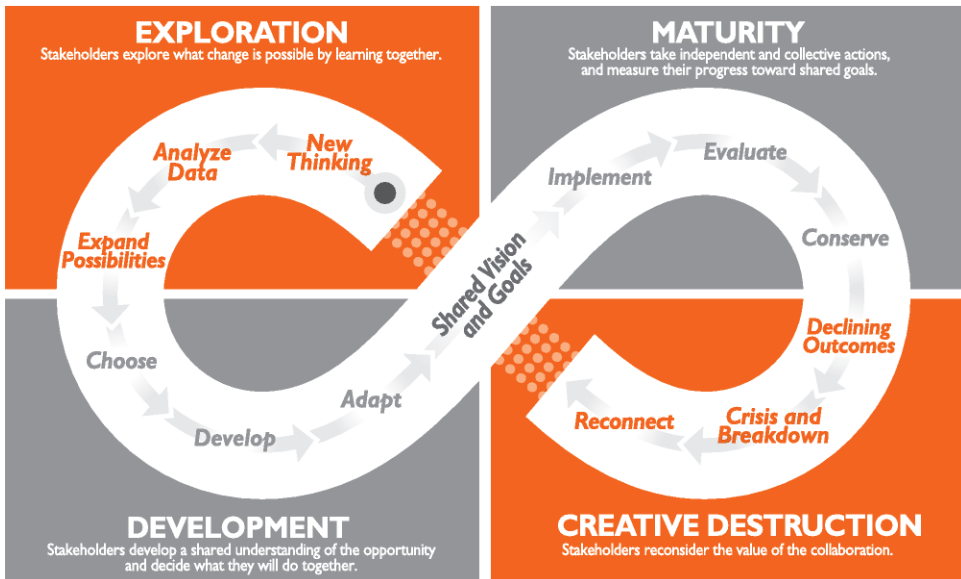 EXPLORATION
Stakeholders explore what change is possible by learning together.
New
Thinking
Analyze
Data
Expand
Possibilities
Choose
Develop
Adapt
DEVELOPMENT
Stakeholders develop a shared understanding of the opportunity
and decide what they will do together.
Shared Vision
and Goals
MATURITY
Stakeholders take independent and collective actions,
and measure their progress toward shared goals.
Implement
Evaluate
Conserve
Declining
Outcomes
Crisis and
Breakdown
Reconnect
CREATIVE DESTRUCTION
Stakeholders reconsider the value of the collaboration.